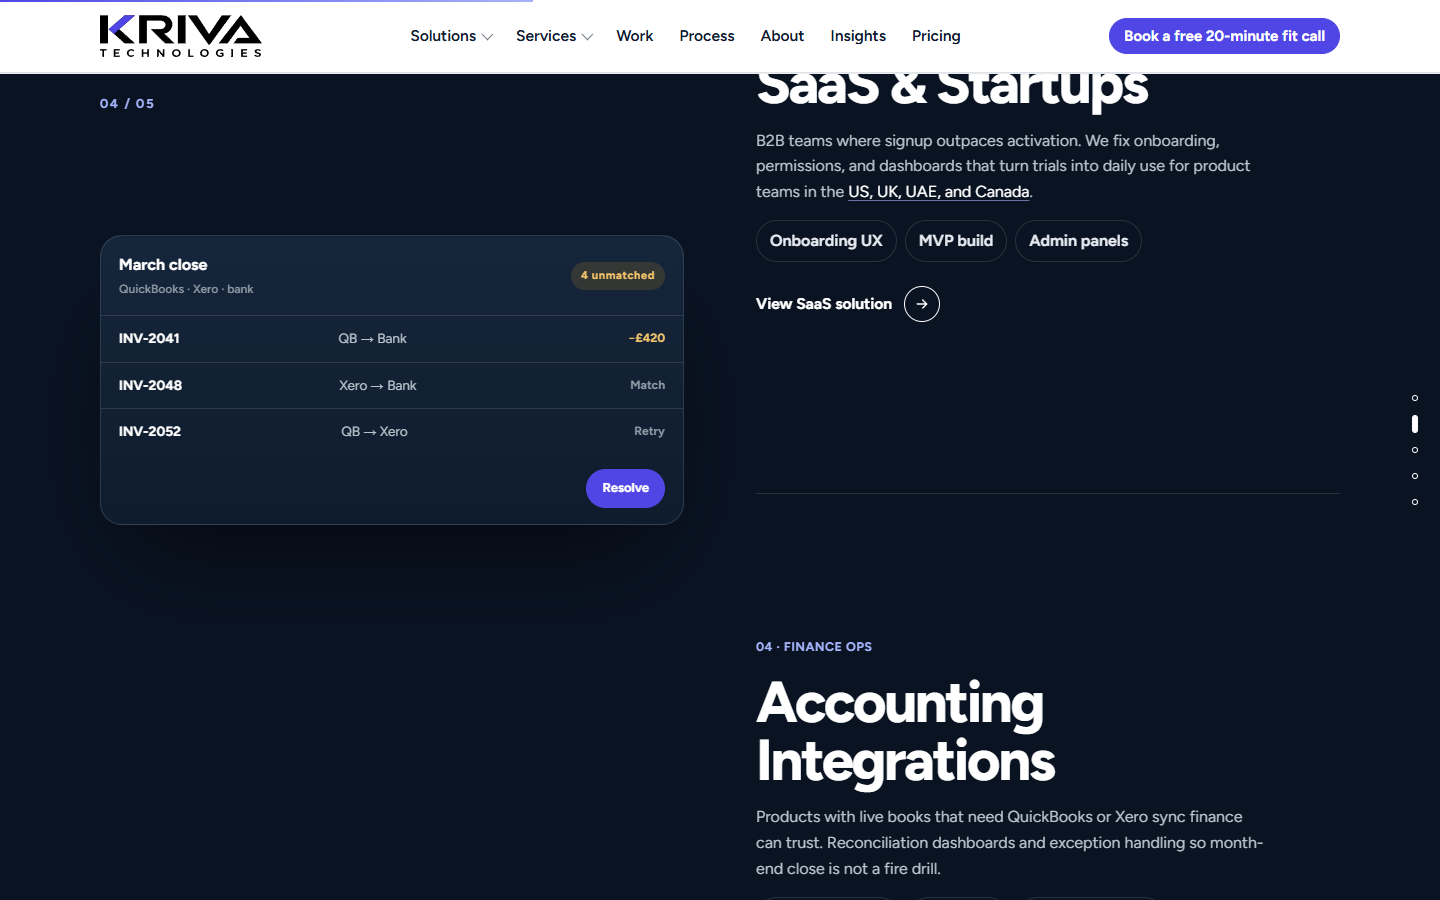 KRIVA
TECHNOLOGIES
Solutions
Services
Work
Process
About
Insights
Pricing
Book a free 20-minute fit call
04 / 05
March close
QuickBooks · Xero · bank
4 unmatched
INV-2041
QB → Bank
−£420
INV-2048
Xero → Bank
Match
INV-2052
QB → Xero
Retry
Resolve
SaaS & Startups
B2B teams where signup outpaces activation. We fix onboarding,
permissions, and dashboards that turn trials into daily use for product
teams in the US, UK, UAE, and Canada.
Onboarding UX
MVP build
Admin panels
View SaaS solution →
04 · FINANCE OPS
Accounting
Integrations
Products with live books that need QuickBooks or Xero sync finance
can trust. Reconciliation dashboards and exception handling so month-
end close is not a fire drill.